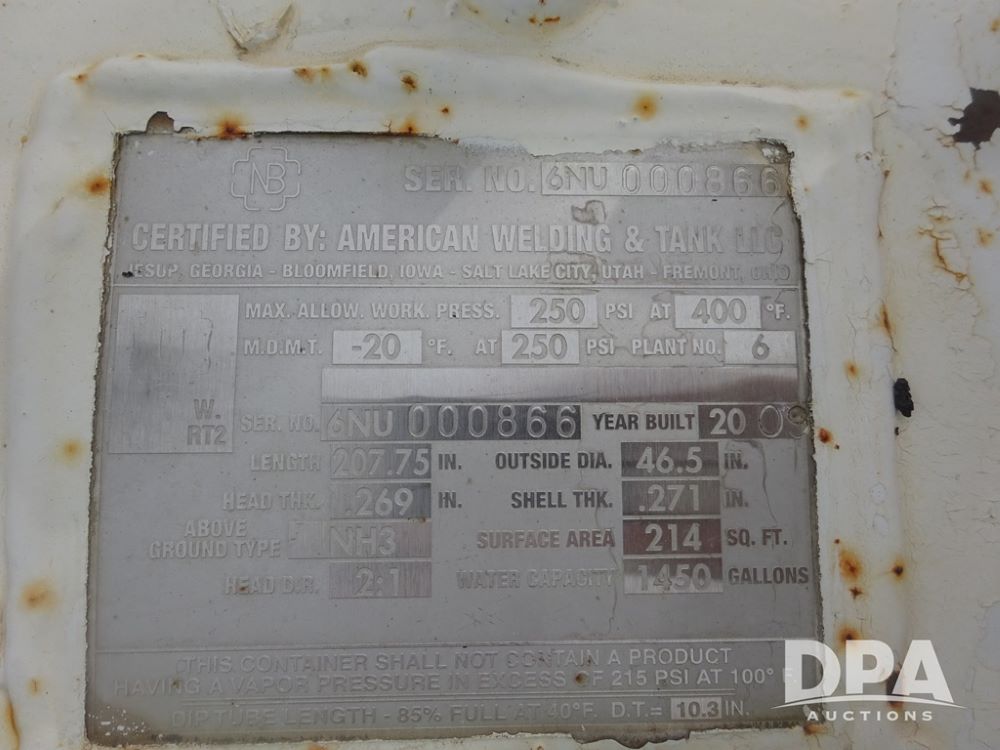 NB SER. NO. 6NU 000866
CERTIFIED BY: AMERICAN WELDING & TANK LLC
JESUP, GEORGIA - BLOOMFIELD, IOWA - SALT LAKE CITY, UTAH - FREMONT, OHIO
MAX. ALLOW. WORK. PRESS. 250 PSI AT 400 °F.
M.D.M.T. -20 °F. AT 250 PSI PLANT NO. 6
W.
RT2
SER. NO. 6NU 000866 YEAR BUILT 20
LENGTH 207.75 IN. OUTSIDE DIA. 46.5 IN.
HEAD THK. .269 IN. SHELL THK. .271 IN.
ABOVE
GROUND TYPE NH3 SURFACE AREA 214 SQ. FT.
HEAD D.R. 2:1 WATER CAPACITY 1450 GALLONS
THIS CONTAINER SHALL NOT CONTAIN A PRODUCT
HAVING A VAPOR PRESSURE IN EXCESS OF 215 PSI AT 100° F.
DIPTUBE LENGTH - 85% FULL AT 40°F. D.T.= 10.3 IN.
DPA
AUCTIONS